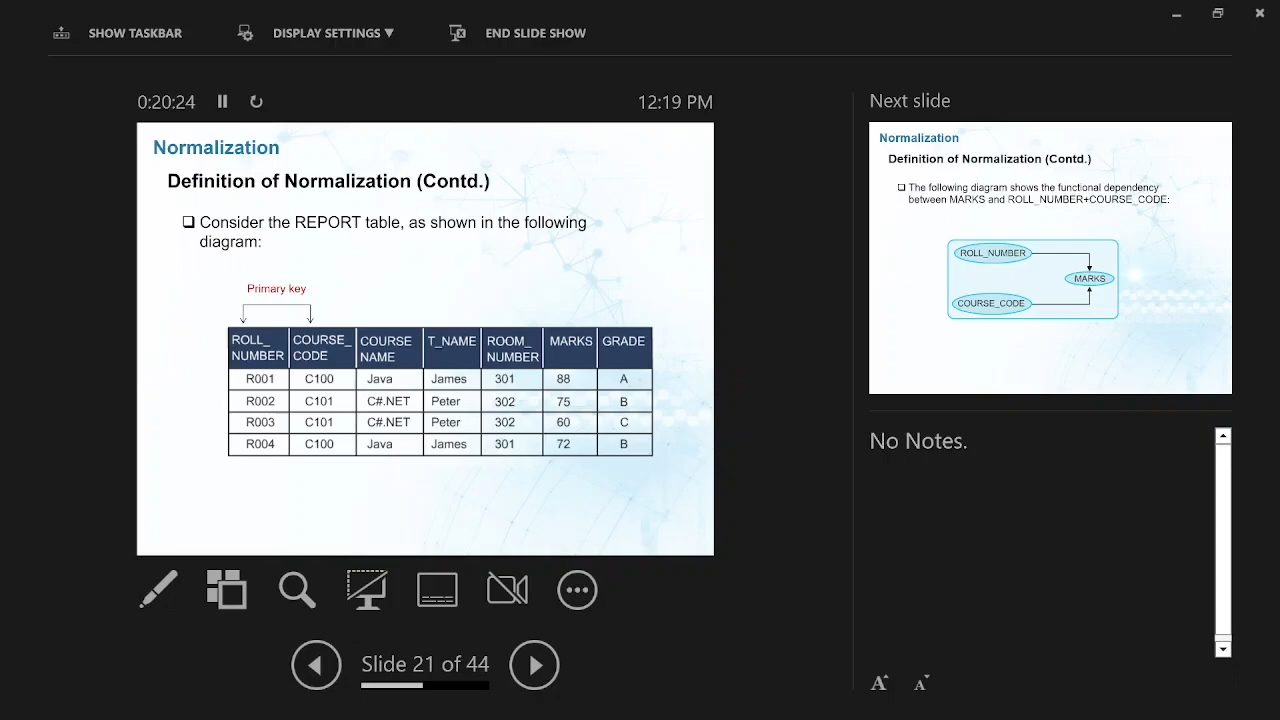 SHOW TASKBAR DISPLAY SETTINGS ▼ END SLIDE SHOW
0:20:24 12:19 PM
Normalization
Definition of Normalization (Contd.)
❑ Consider the REPORT table, as shown in the following
diagram:
Primary key
ROLL_ NUMBER COURSE_ CODE COURSE NAME T_NAME ROOM_ NUMBER MARKS GRADE
R001 C100 Java James 301 88 A
R002 C101 C#.NET Peter 302 75 B
R003 C101 C#.NET Peter 302 60 C
R004 C100 Java James 301 72 B
Slide 21 of 44
Next slide
Normalization
Definition of Normalization (Contd.)
❑ The following diagram shows the functional dependency
between MARKS and ROLL_NUMBER+COURSE_CODE:
ROLL_NUMBER
MARKS
COURSE_CODE
No Notes.
A A